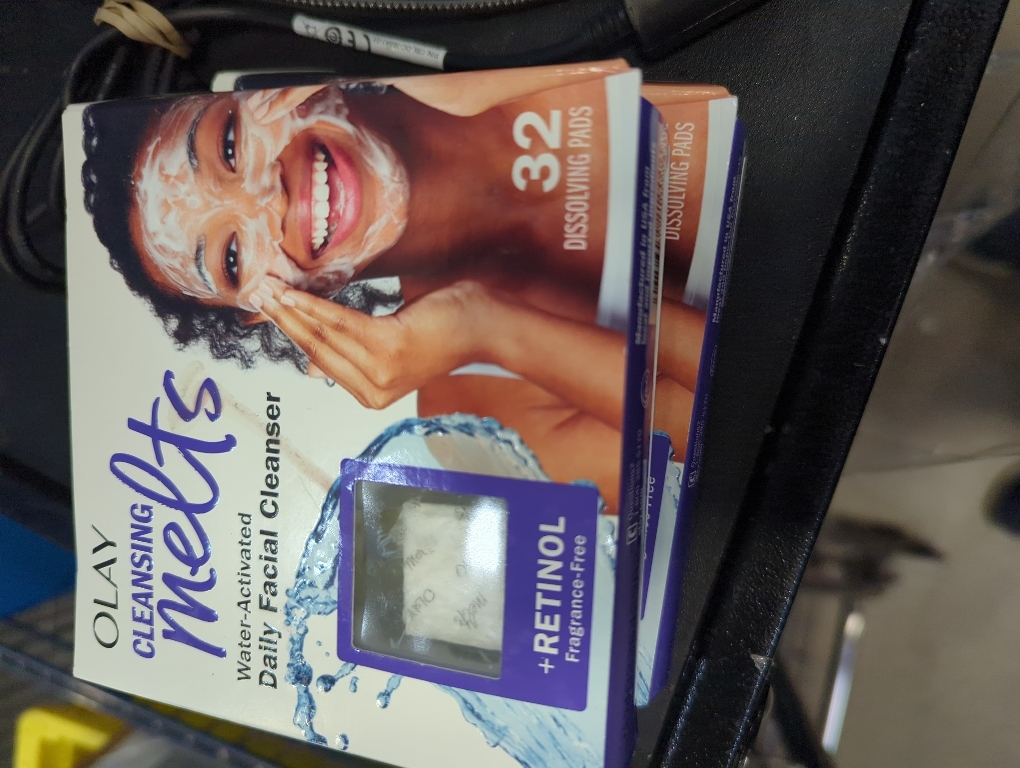 OLAY
CLEANSING
melts
Water-Activated
Daily Facial Cleanser
+RETINOL
Fragrance-Free
32
DISSOLVING PADS
DISSOLVING PADS